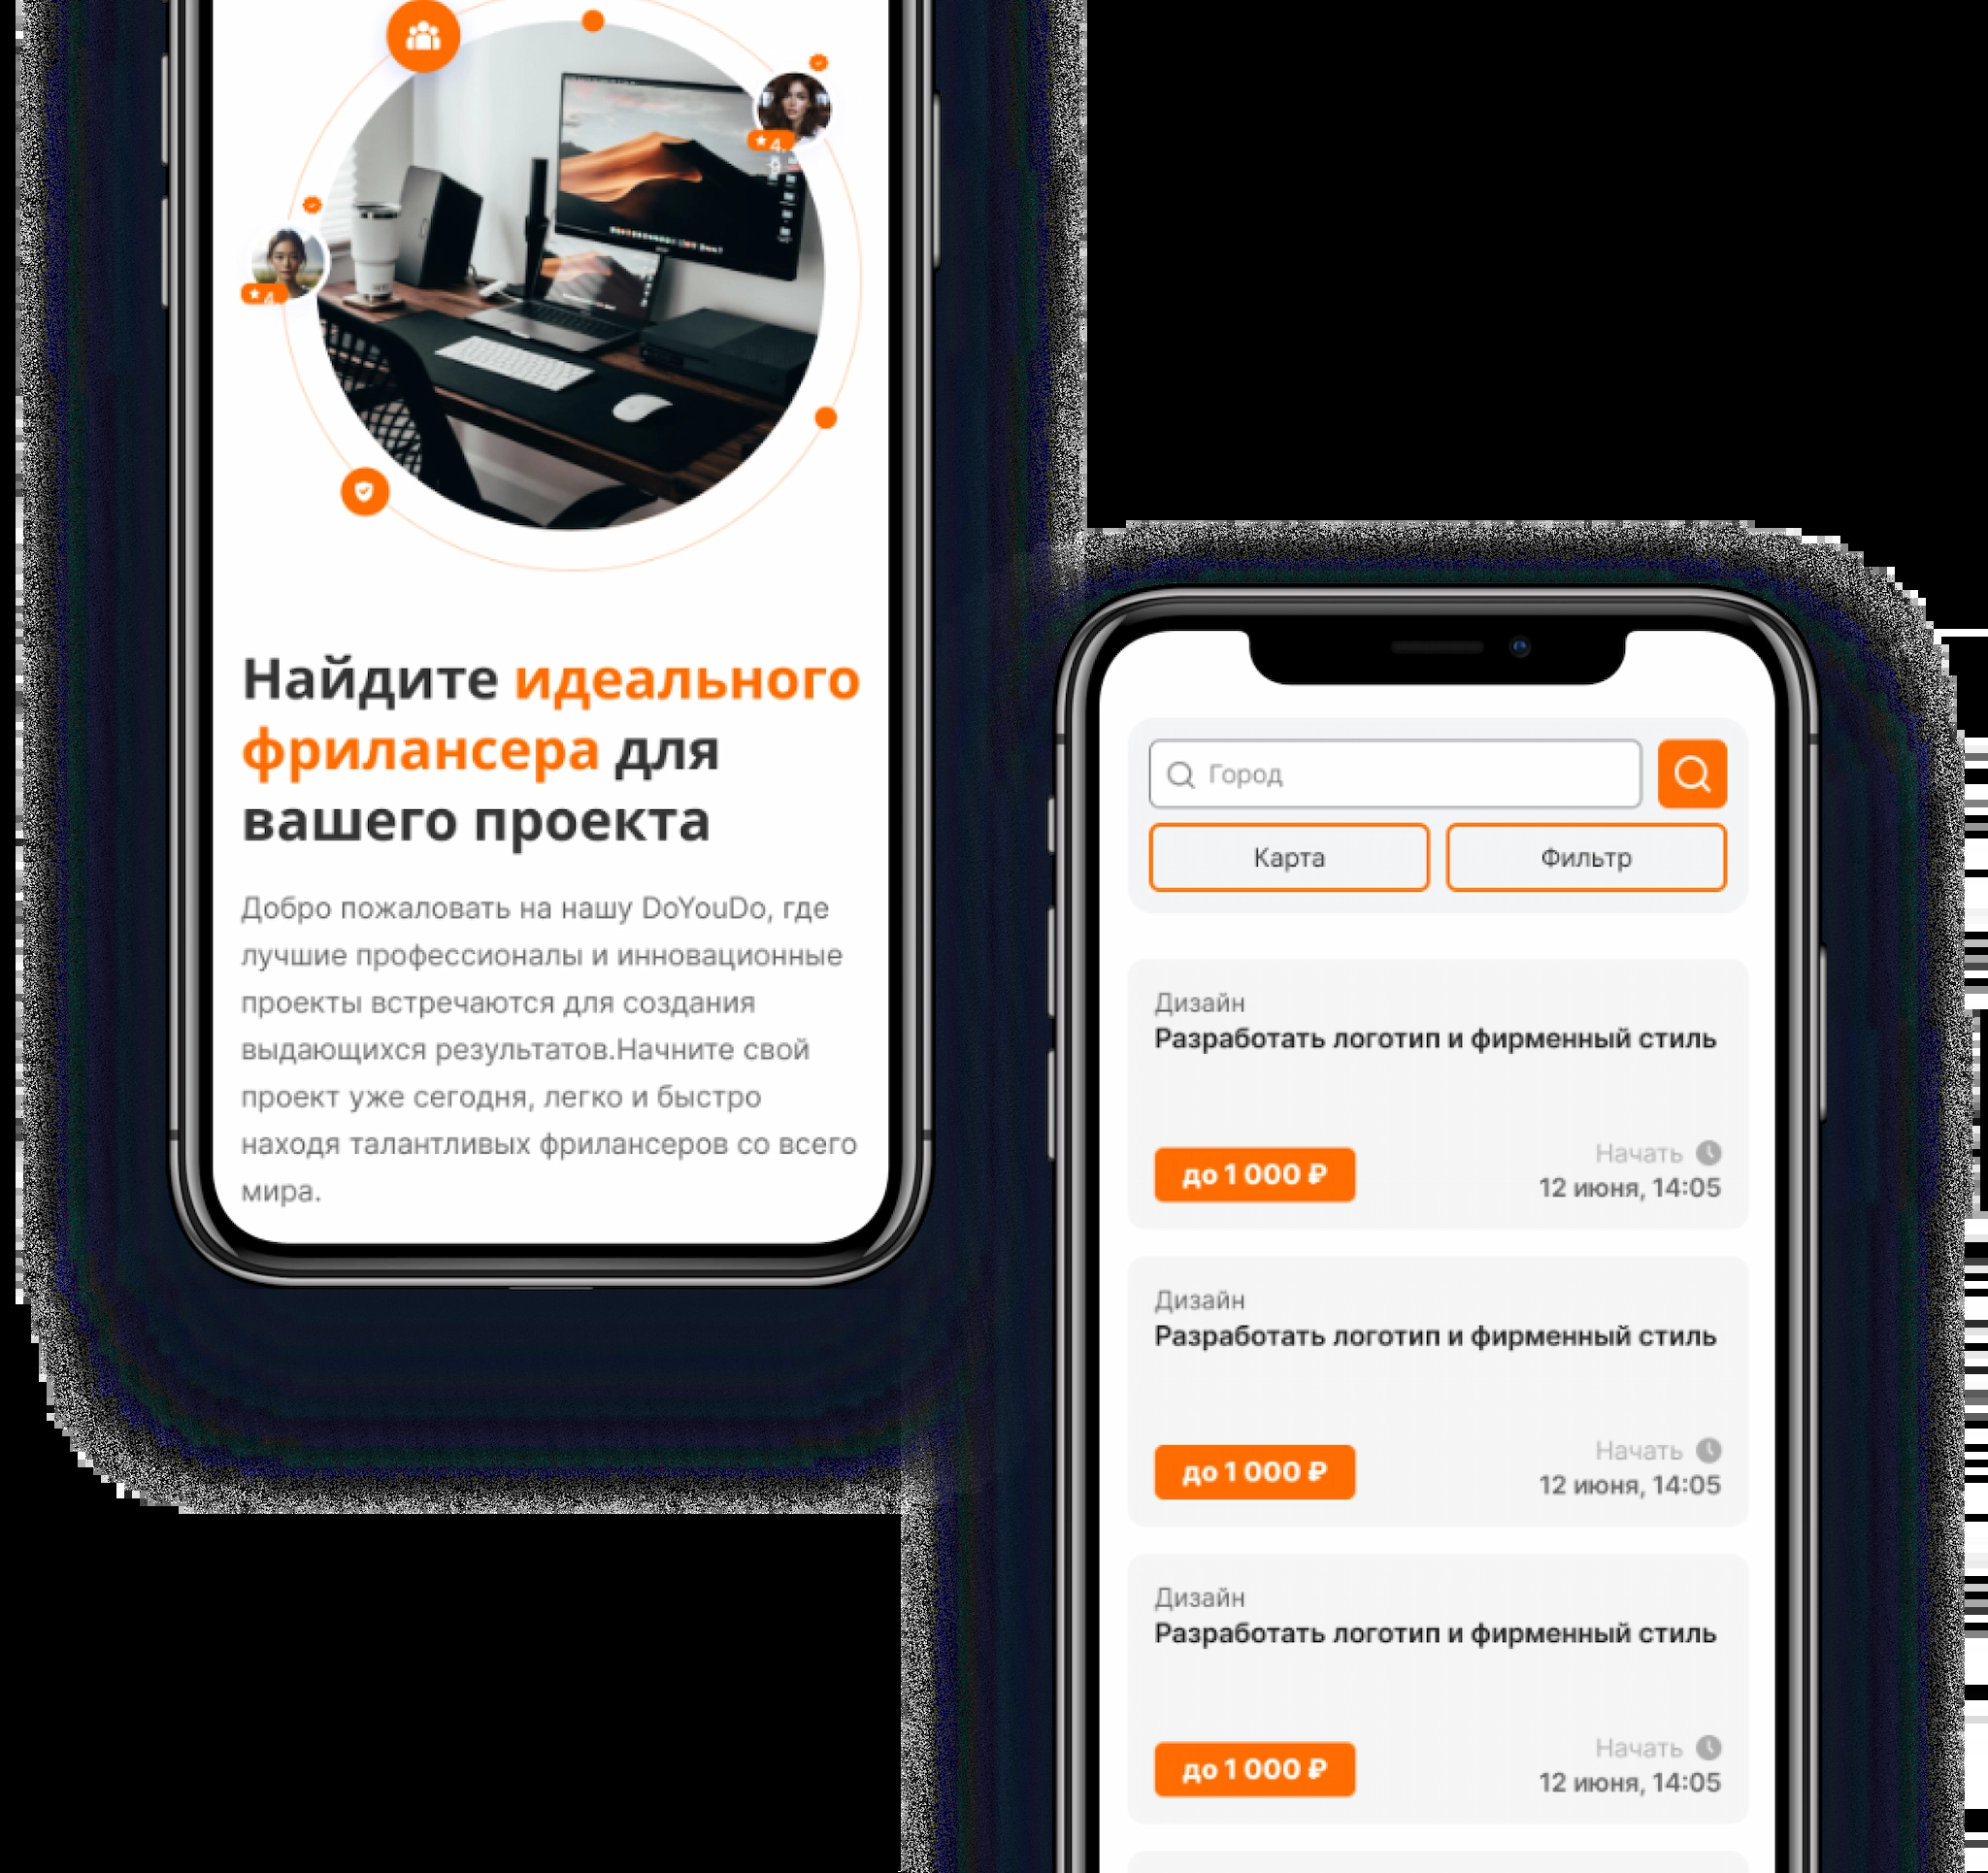 4.
4
Найдите идеального
фрилансера для
вашего проекта
Добро пожаловать на нашу DoYouDo, где
лучшие профессионалы и инновационные
проекты встречаются для создания
выдающихся результатов.Начните свой
проект уже сегодня, легко и быстро
находя талантливых фрилансеров со всего
мира.
Город
Карта
Фильтр
Дизайн
Разработать логотип и фирменный стиль
до 1 000 ₽
Начать
12 июня, 14:05
Дизайн
Разработать логотип и фирменный стиль
до 1 000 ₽
Начать
12 июня, 14:05
Дизайн
Разработать логотип и фирменный стиль
до 1 000 ₽
Начать
12 июня, 14:05